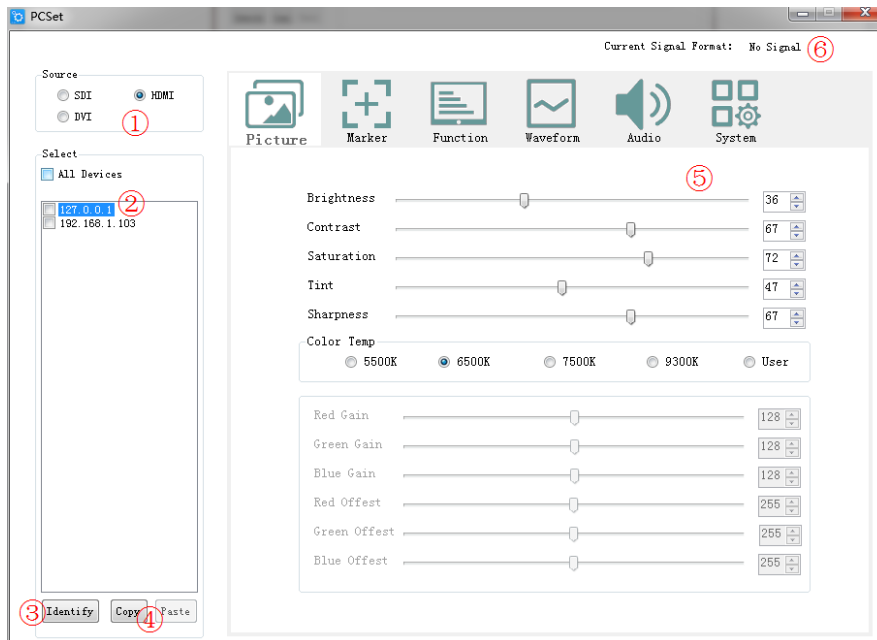 PCSet
Current Signal Format: No Signal ⑥
Source
SDI HDMI
DVI ①
Select
All Devices
127.0.0.1 ②
192.168.1.103
③ Identify Copy ④ Paste
Picture Marker Function Waveform Audio System
⑤
Brightness 36
Contrast 67
Saturation 72
Tint 47
Sharpness 67
Color Temp
5500K 6500K 7500K 9300K User
Red Gain 128
Green Gain 128
Blue Gain 128
Red Offest 255
Green Offest 255
Blue Offest 255